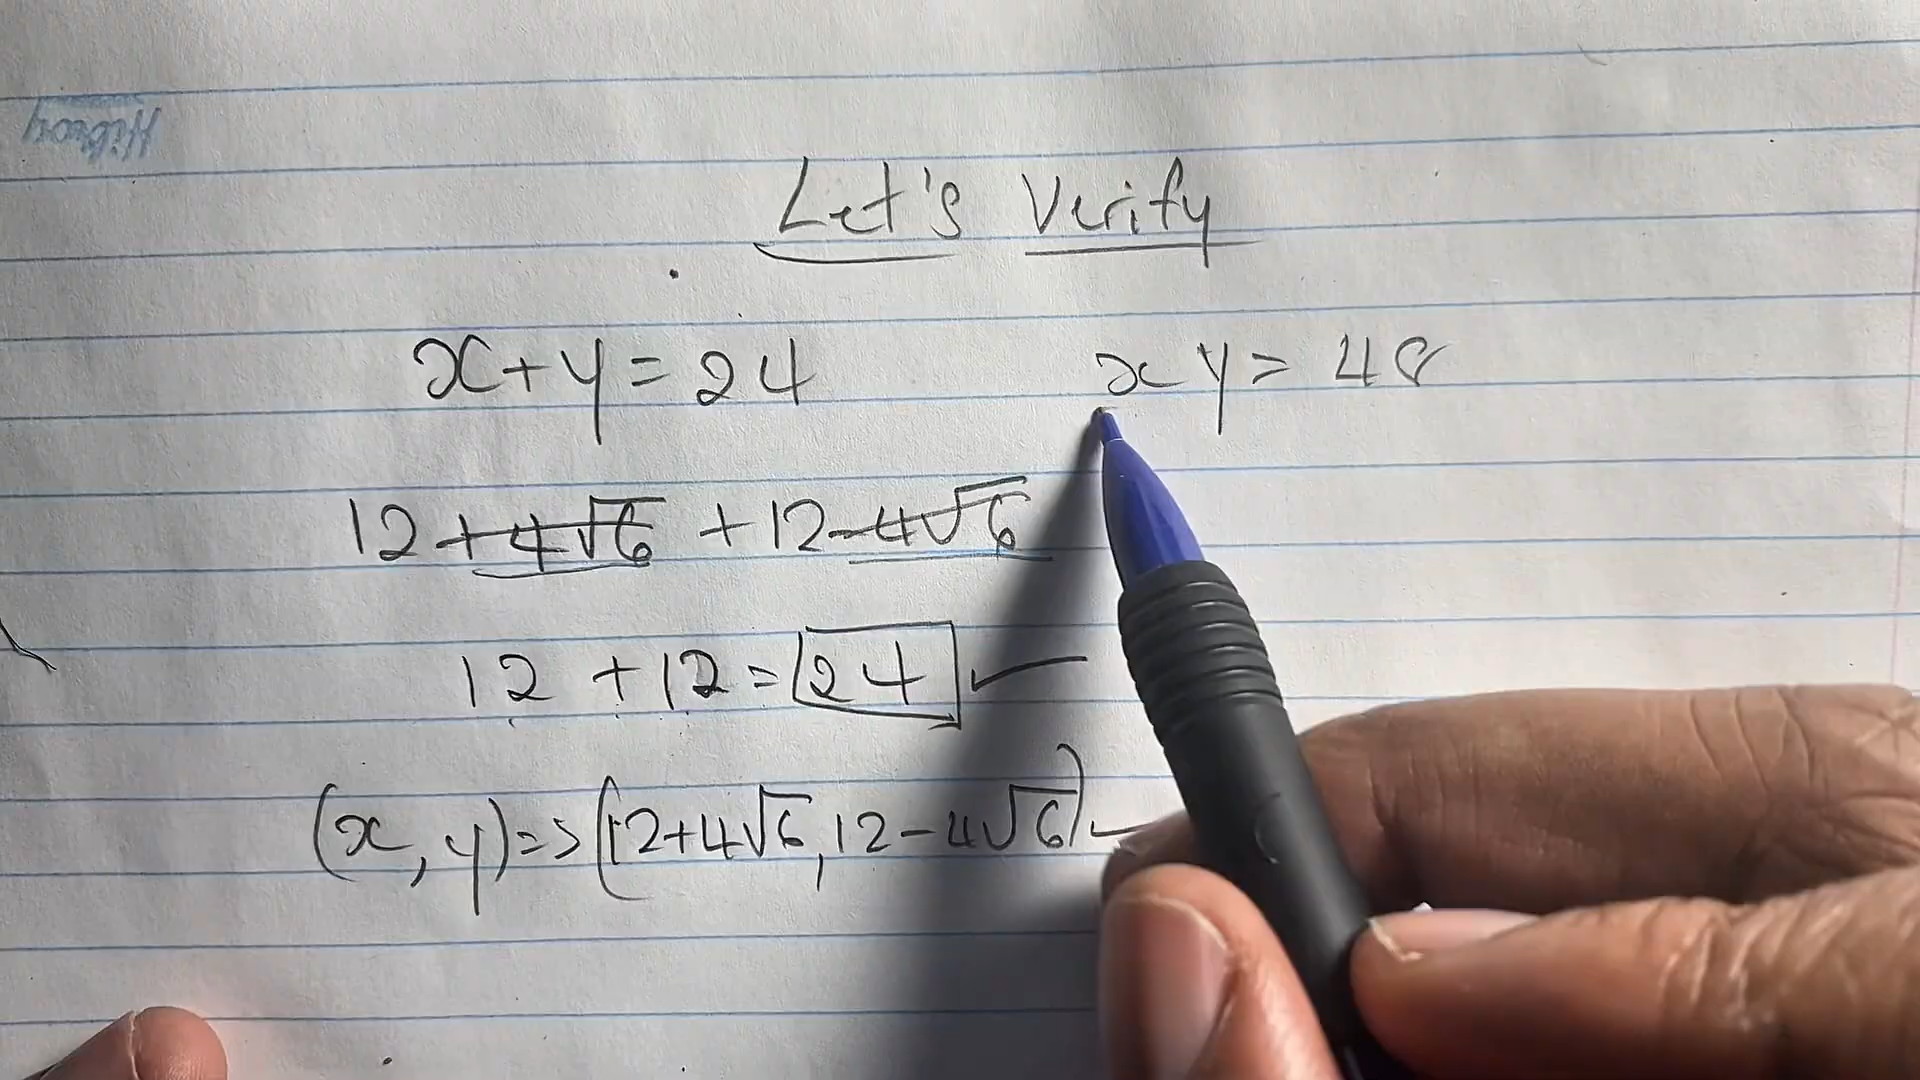 Hibroy
Let's Verify
x+y=24
xy=48
12+4√6+12-4√6
12+12=24
(x,y)=>(12+4√6,12-4√6)